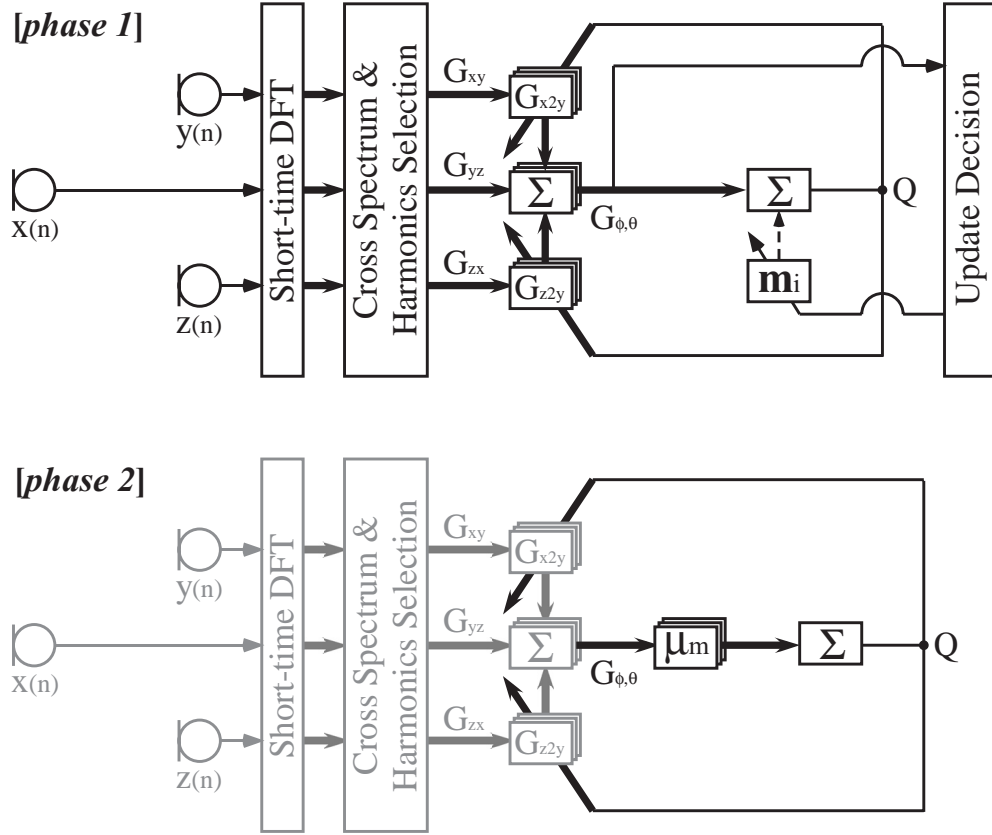 [phase 1]
y(n)
x(n)
z(n)
Short-time DFT
Cross Spectrum &
Harmonics Selection
Gxy
Gyz
Gzx
Gx2y
Σ
Gz2y
Gϕ,θ
Σ
mi
Q
Update Decision
[phase 2]
y(n)
x(n)
z(n)
Short-time DFT
Cross Spectrum &
Harmonics Selection
Gxy
Gyz
Gzx
Gx2y
Σ
Gz2y
Gϕ,θ
μm
Σ
Q